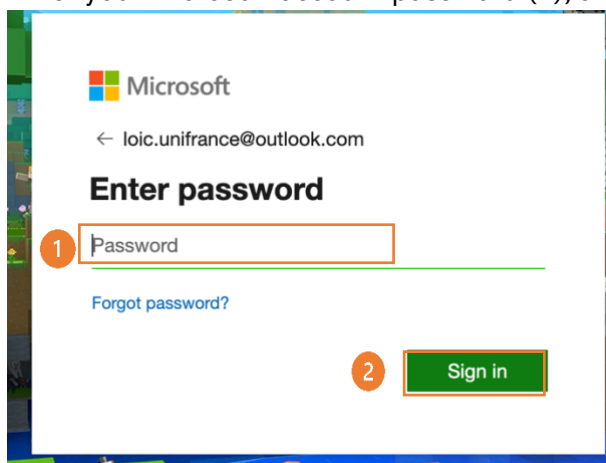 Microsoft
← loic.unifrance@outlook.com
Enter password
1 Password
Forgot password?
2 Sign in